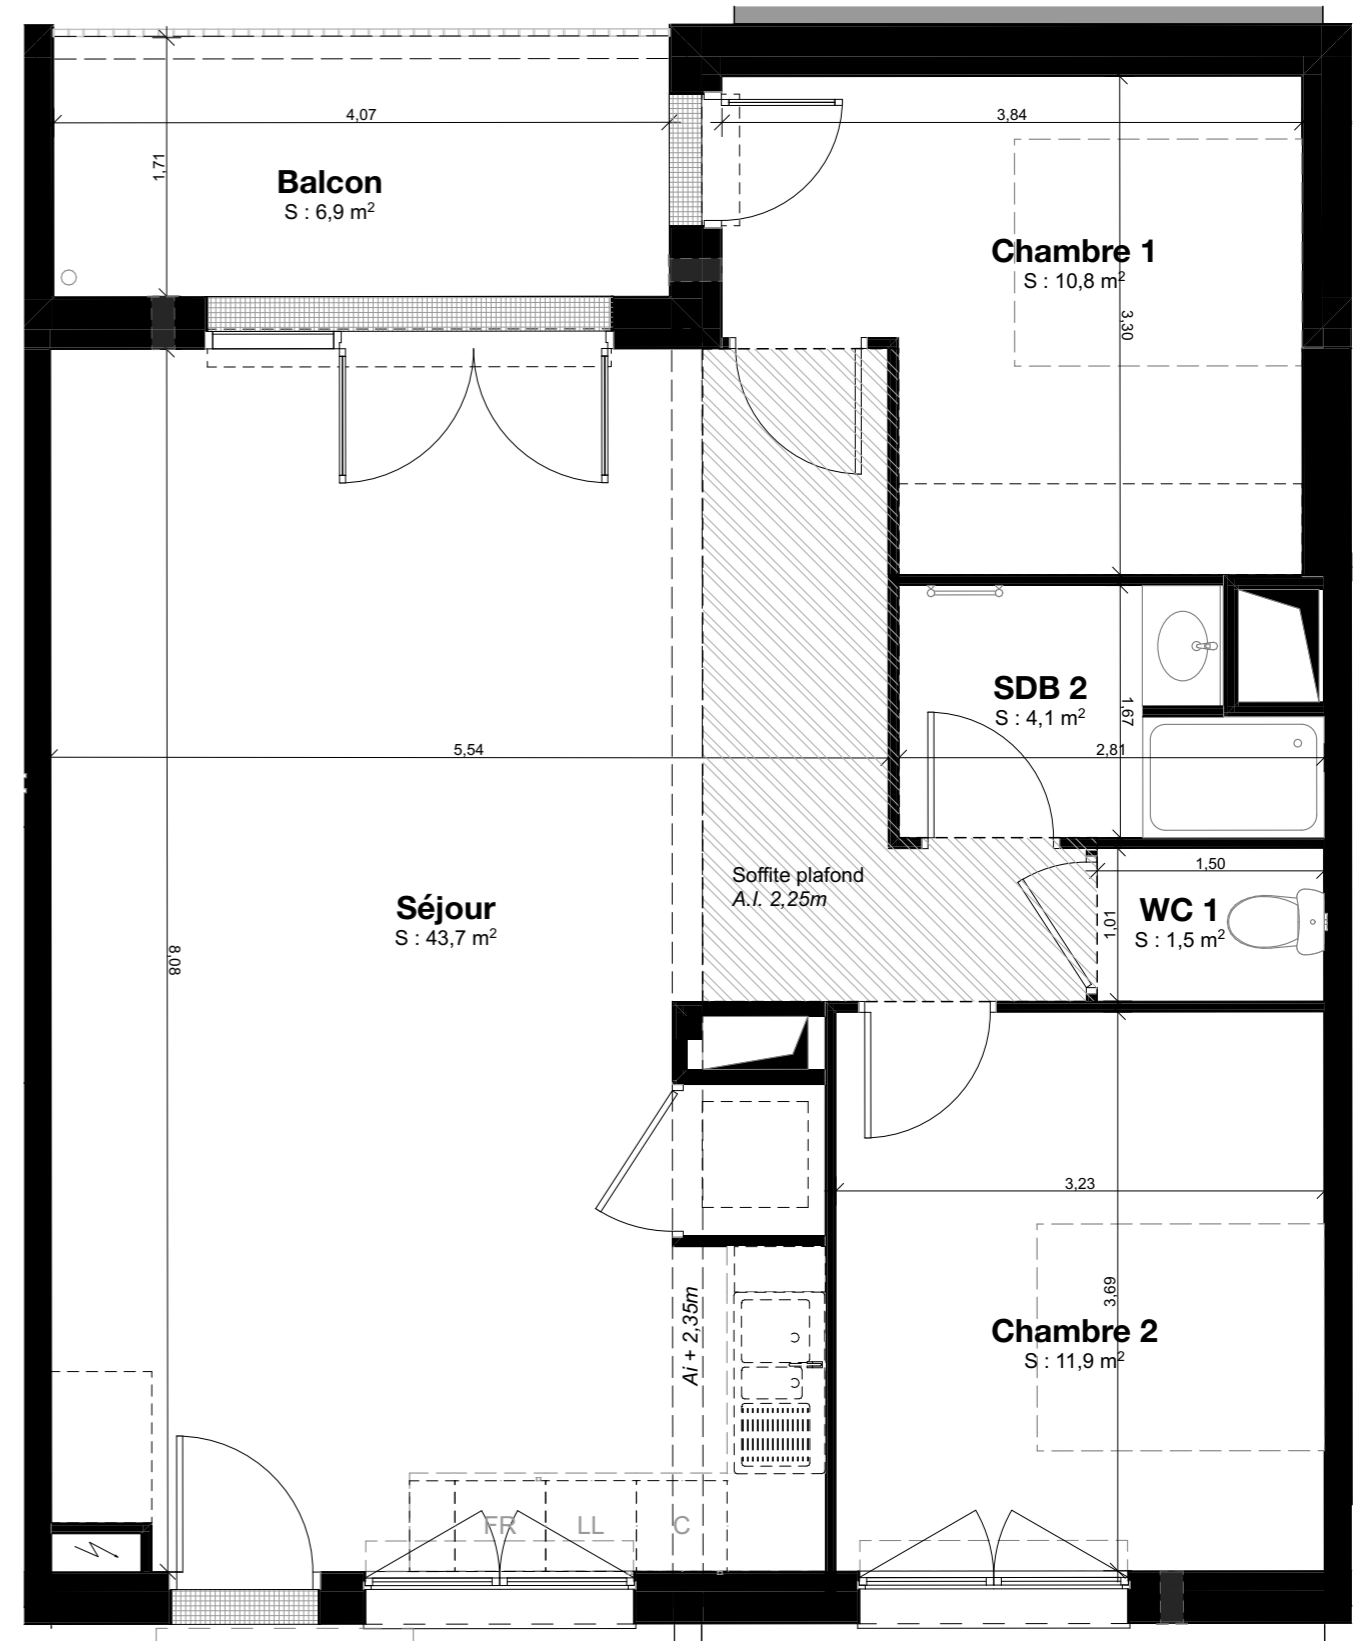 4,07
3,84
1,71
Balcon
S : 6,9 m²
Chambre 1
S : 10,8 m²
3,30
SDB 2
S : 4,1 m²
1,67
5,54
2,81
Soffite plafond
A.I. 2,25m
1,50
Séjour
S : 43,7 m²
WC 1
S : 1,5 m²
1,01
8,08
3,23
3,69
Ai + 2,35m
Chambre 2
S : 11,9 m²
FR
LL
C